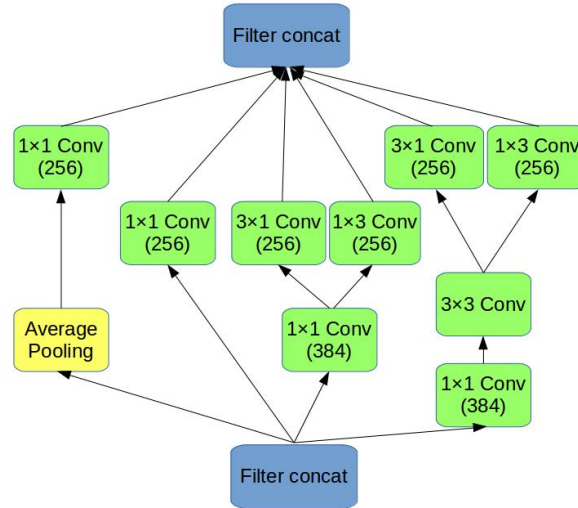 Filter concat
1×1 Conv
(256)
3×1 Conv
(256)
1×3 Conv
(256)
1×1 Conv
(256)
3×1 Conv
(256)
1×3 Conv
(256)
3×3 Conv
Average
Pooling
1×1 Conv
(384)
1×1 Conv
(384)
Filter concat